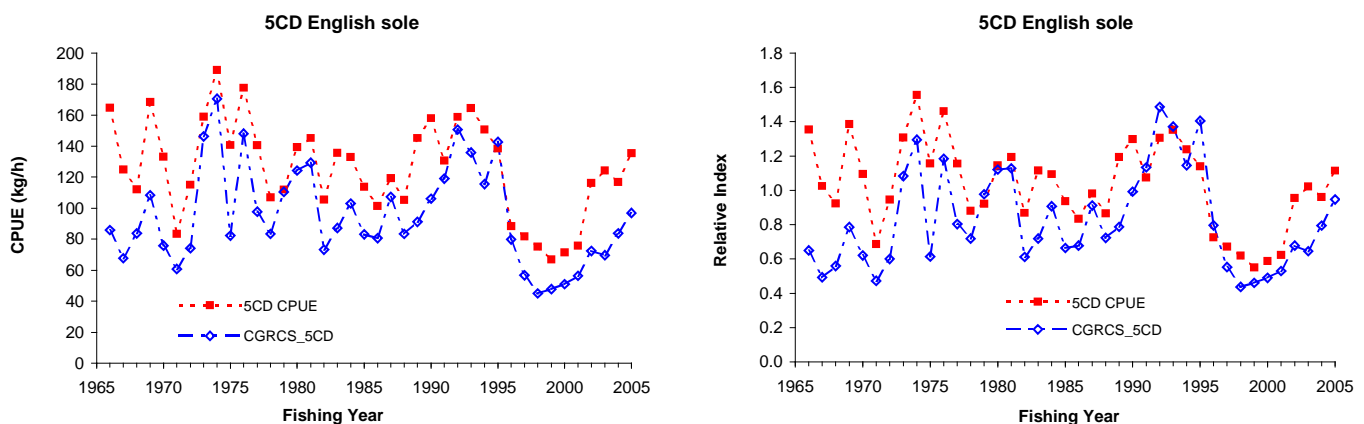 5CD English sole
CPUE (kg/h)
200
180
160
140
120
100
80
60
40
20
0
5CD CPUE
CGRCS_5CD
1965 1970 1975 1980 1985 1990 1995 2000 2005
Fishing Year
5CD English sole
Relative Index
1.8
1.6
1.4
1.2
1.0
0.8
0.6
0.4
0.2
0.0
5CD CPUE
CGRCS_5CD
1965 1970 1975 1980 1985 1990 1995 2000 2005
Fishing Year